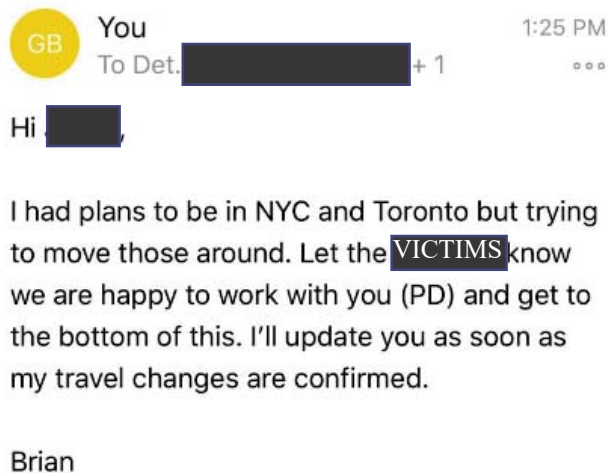 GB
You
1:25 PM
To Det. + 1
Hi ,
I had plans to be in NYC and Toronto but trying
to move those around. Let the VICTIMS know
we are happy to work with you (PD) and get to
the bottom of this. I'll update you as soon as
my travel changes are confirmed.
Brian